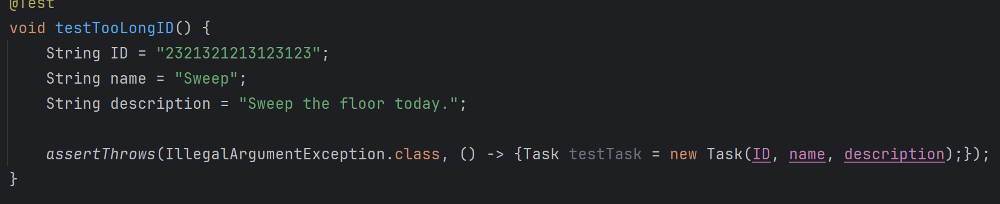 @Test
void testTooLongID() {
    String ID = "2321321213123123";
    String name = "Sweep";
    String description = "Sweep the floor today.";
    assertThrows(IllegalArgumentException.class, () -> {Task testTask = new Task(ID, name, description);});
}